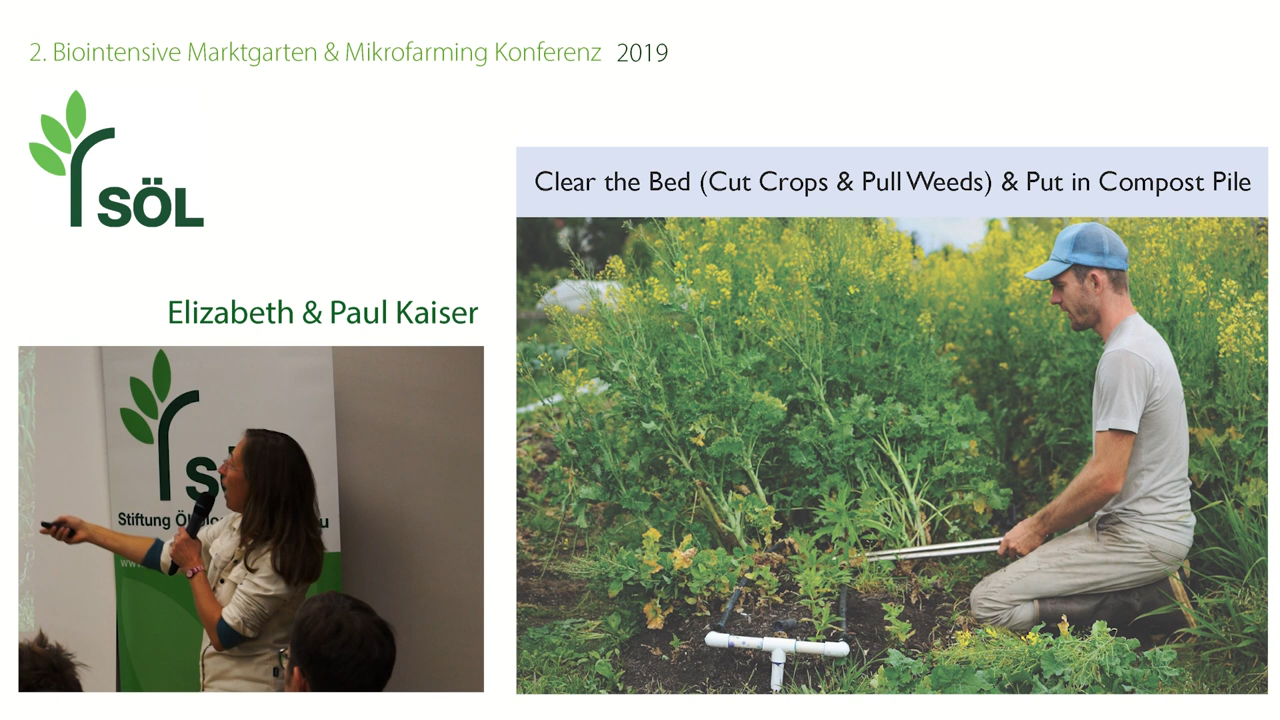 2. Biointensive Marktgarten & Mikrofarming Konferenz 2019
SÖL
Clear the Bed (Cut Crops & Pull Weeds) & Put in Compost Pile
Elizabeth & Paul Kaiser
Stiftung